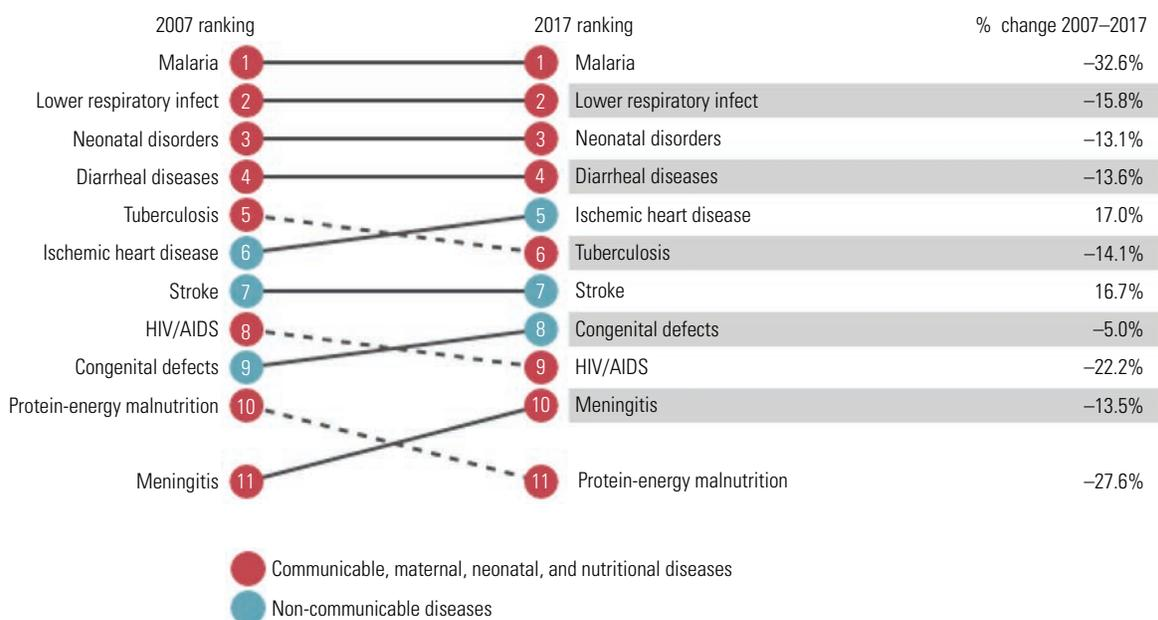 2007 ranking 2017 ranking % change 2007–2017
Malaria 1 1 Malaria –32.6%
Lower respiratory infect 2 2 Lower respiratory infect –15.8%
Neonatal disorders 3 3 Neonatal disorders –13.1%
Diarrheal diseases 4 4 Diarrheal diseases –13.6%
Tuberculosis 5 5 Ischemic heart disease 17.0%
Ischemic heart disease 6 6 Tuberculosis –14.1%
Stroke 7 7 Stroke 16.7%
HIV/AIDS 8 8 Congenital defects –5.0%
Congenital defects 9 9 HIV/AIDS –22.2%
Protein-energy malnutrition 10 10 Meningitis –13.5%
Meningitis 11 11 Protein-energy malnutrition –27.6%
Communicable, maternal, neonatal, and nutritional diseases
Non-communicable diseases